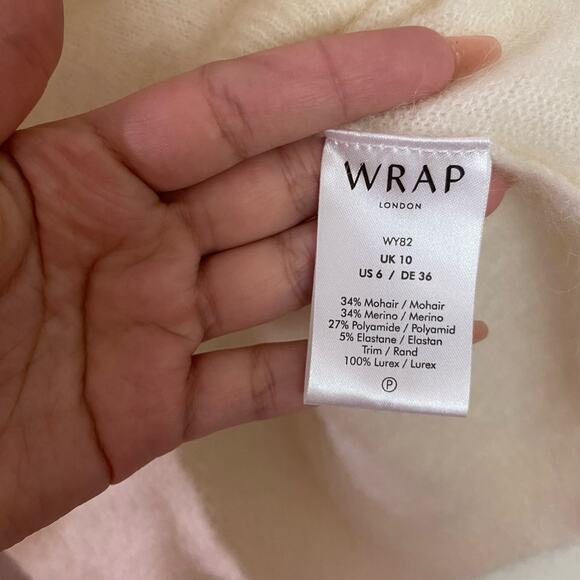 WRAP
LONDON
WY82
UK 10
US 6 / DE 36
34% Mohair / Mohair
34% Merino / Merino
27% Polyamide / Polyamid
5% Elastane / Elastan
Trim / Rand
100% Lurex / Lurex
P